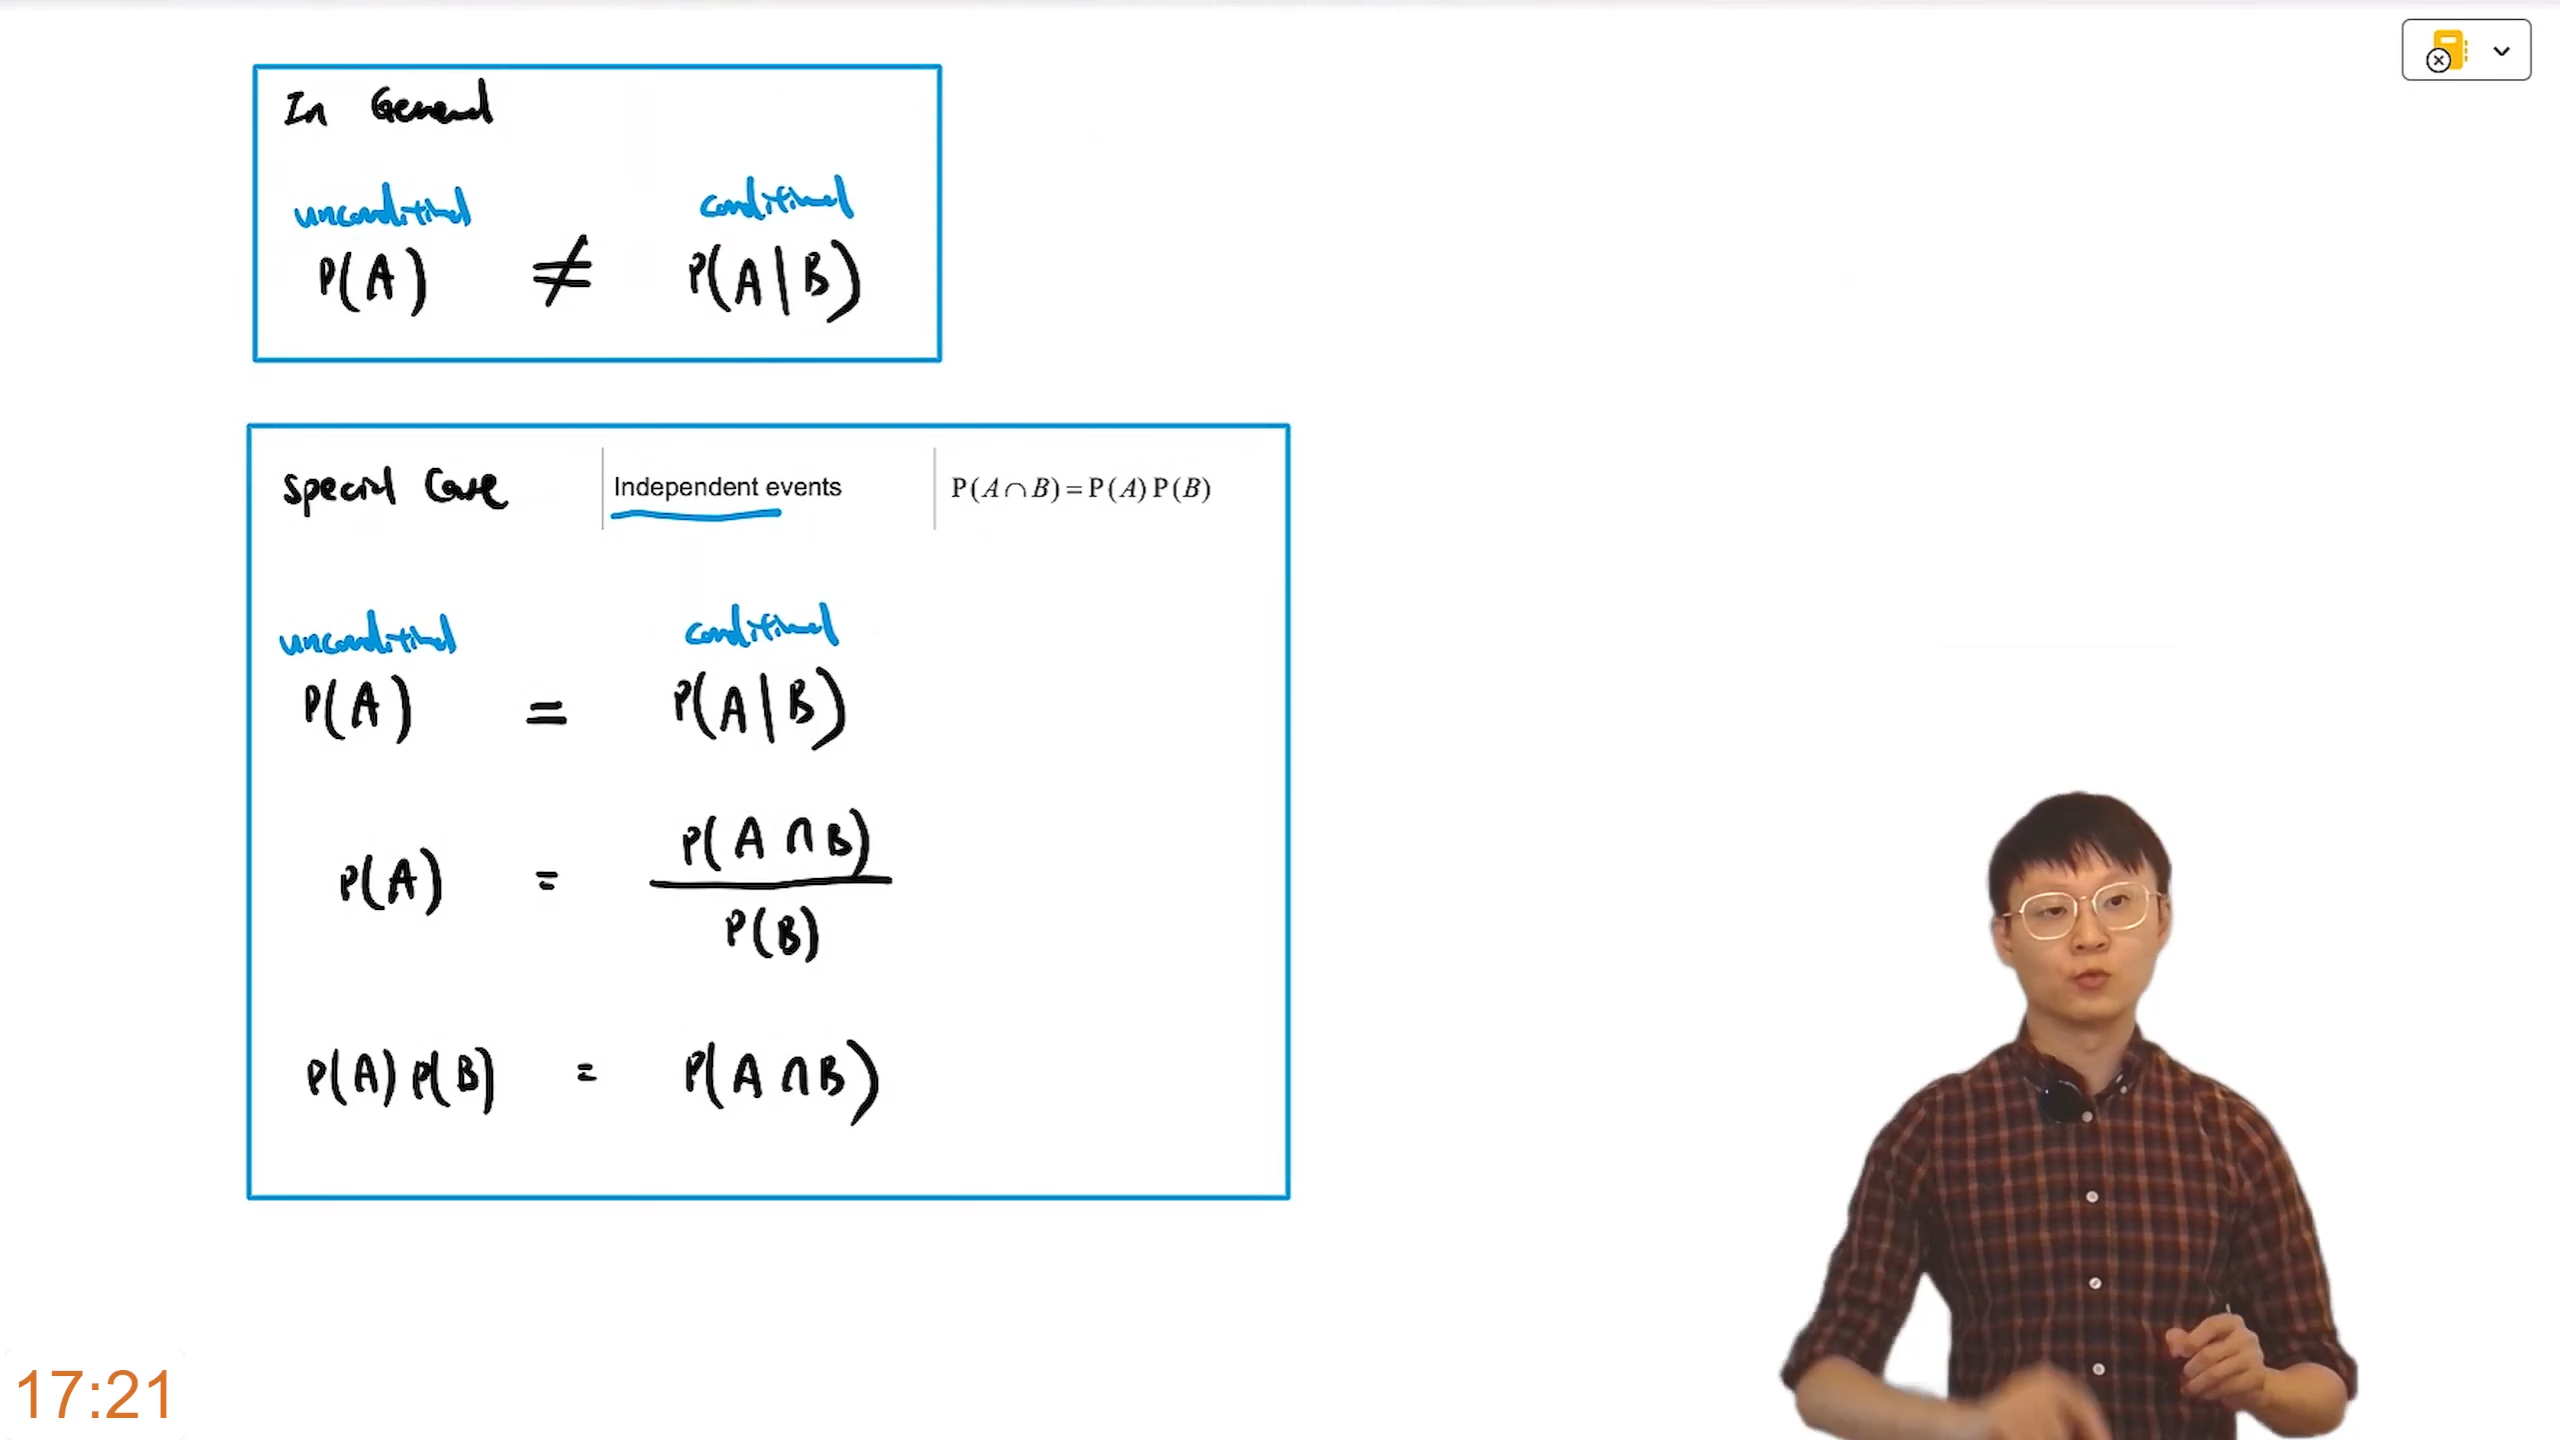 In General
unconditional conditional
P(A) ≠ P(A|B)
Special Case Independent events P(A∩B)=P(A)P(B)
unconditional conditional
P(A) = P(A|B)
P(A) = P(A∩B)
P(B)
P(A)P(B) = P(A∩B)
17:21